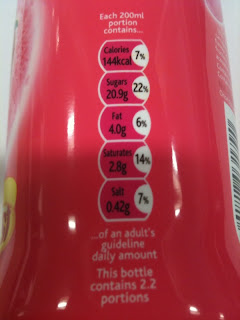 Each 200ml
portion
contains...
Calories
144kcal 7%
Sugars
20.9g 22%
Fat
4.0g 6%
Saturates
2.8g 14%
Salt
0.42g 7%
...of an adult's
guideline
daily amount
This bottle
contains 2.2
portions